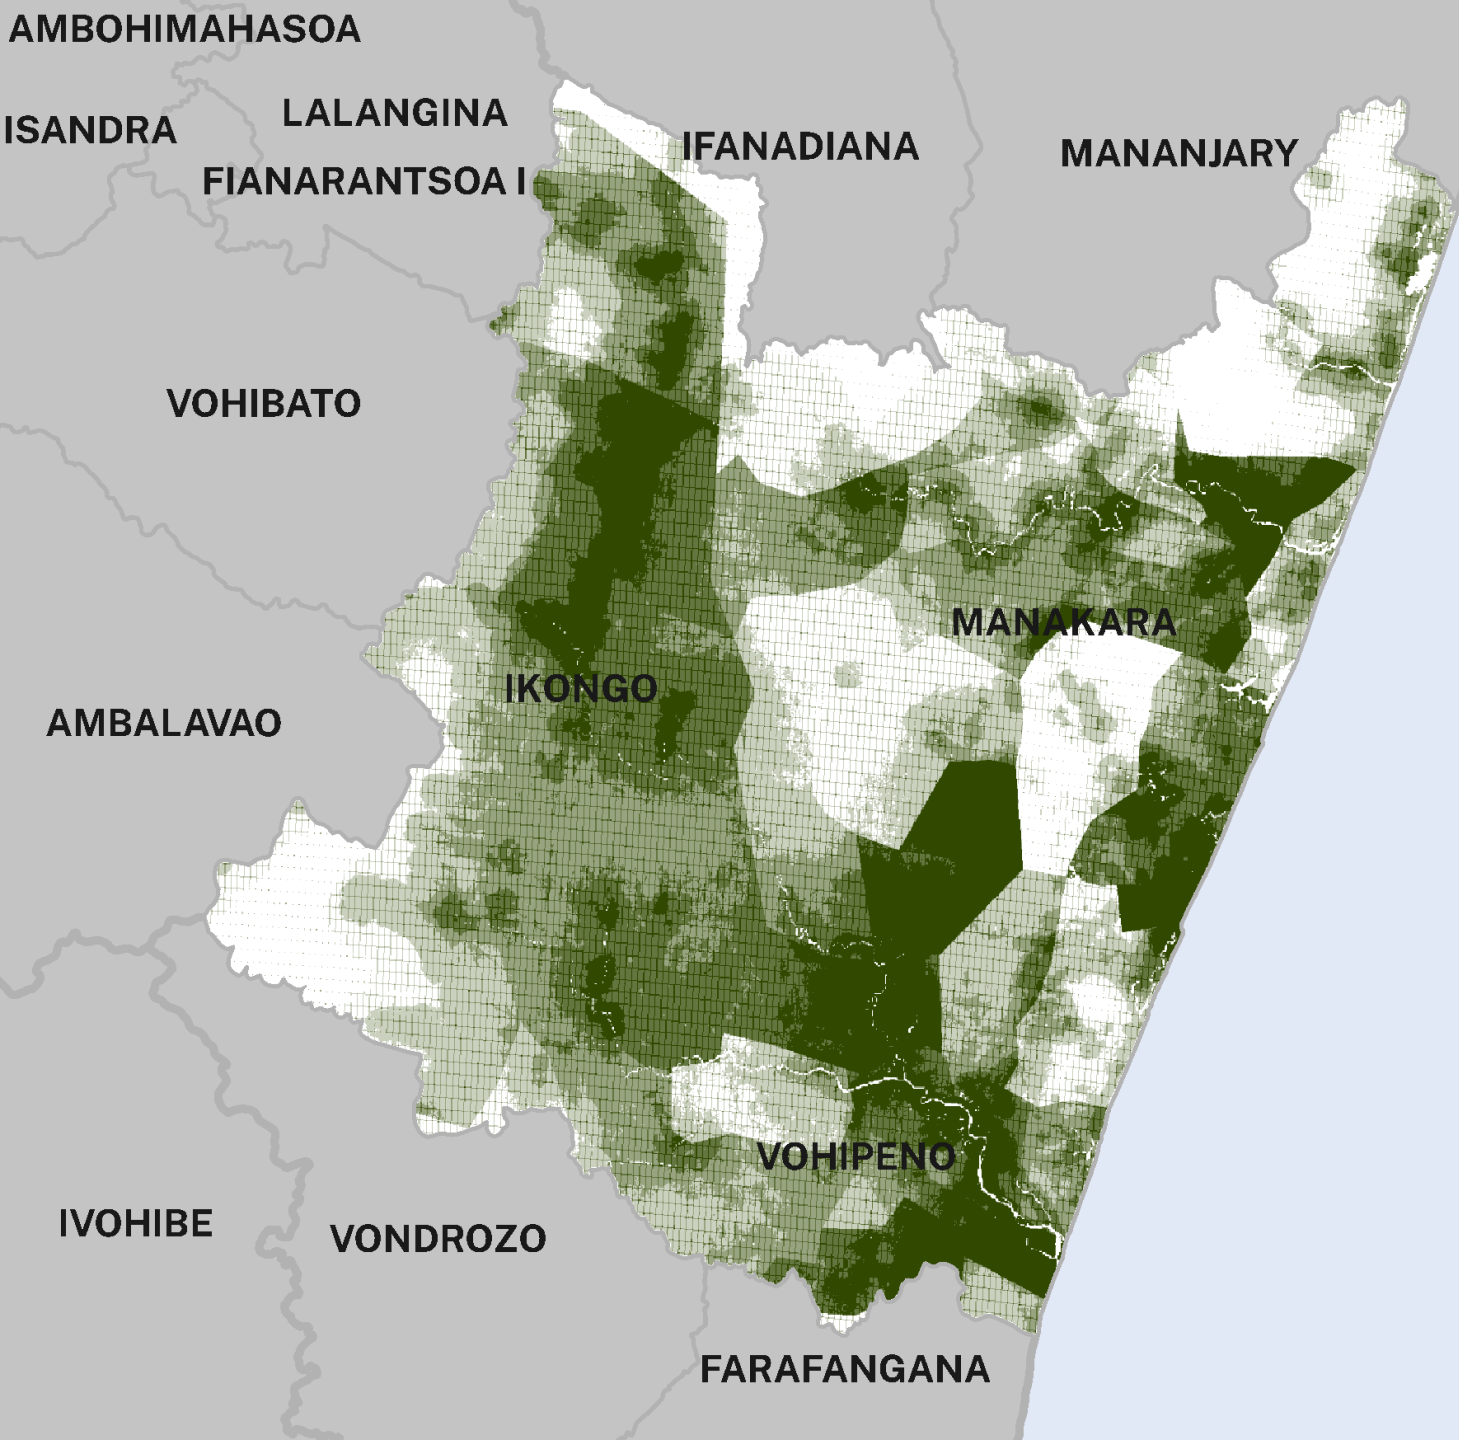 AMBOHIMAHASOA
LALANGINA
ISANDRA
IFANADIANA
MANANJARY
FIANARANTSOA I
VOHIBATO
MANAKARA
IKONGO
AMBALAVAO
VOHIPENO
IVOHIBE
VONDROZO
FARAFANGANA